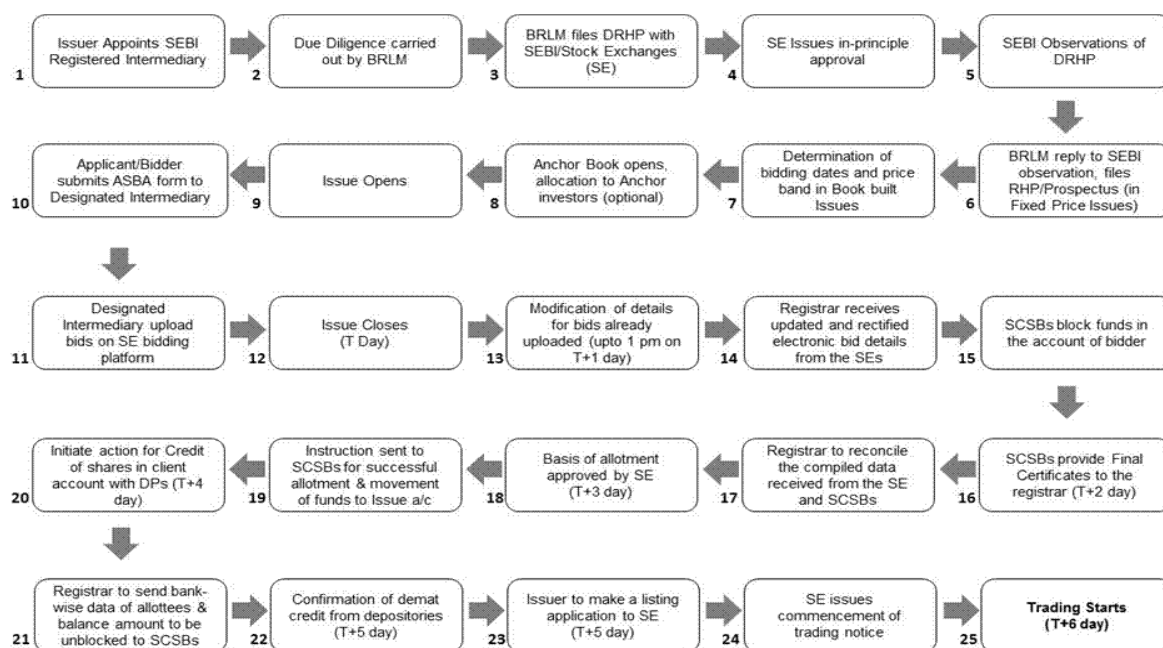 1
Issuer Appoints SEBI
Registered Intermediary
2
Due Diligence carried
out by BRLM
3
BRLM files DRHP with
SEBI/Stock Exchanges
(SE)
4
SE Issues in-principle
approval
5
SEBI Observations of
DRHP
6
BRLM reply to SEBI
observation, files
RHP/Prospectus (in
Fixed Price Issues)
7
Determination of
bidding dates and price
band in Book built
Issues
8
Anchor Book opens,
allocation to Anchor
investors (optional)
9
Issue Opens
10
Applicant/Bidder
submits ASBA form to
Designated Intermediary
11
Designated
Intermediary upload
bids on SE bidding
platform
12
Issue Closes
(T Day)
13
Modification of details
for bids already
uploaded (upto 1 pm on
T+1 day)
14
Registrar receives
updated and rectified
electronic bid details
from the SEs
15
SCSBs block funds in
the account of bidder
16
SCSBs provide Final
Certificates to the
registrar (T+2 day)
17
Registrar to reconcile
the compiled data
received from the SE
and SCSBs
18
Basis of allotment
approved by SE
(T+3 day)
19
Instruction sent to
SCSBs for successful
allotment & movement
of funds to Issue a/c
20
Initiate action for Credit
of shares in client
account with DPs (T+4
day)
21
Registrar to send bank-
wise data of allottees &
balance amount to be
unblocked to SCSBs
22
Confirmation of demat
credit from depositories
(T+5 day)
23
Issuer to make a listing
application to SE
(T+5 day)
24
SE issues
commencement of
trading notice
25
Trading Starts
(T+6 day)